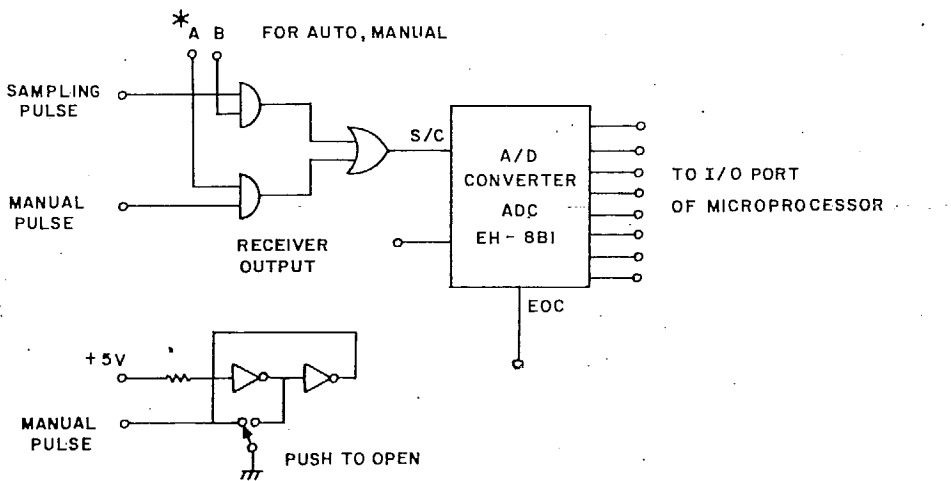 * A B FOR AUTO, MANUAL
SAMPLING
PULSE
S/C
A/D
CONVERTER
ADC
EH-8B1
TO I/O PORT
OF MICROPROCESSOR
MANUAL
PULSE
RECEIVER
OUTPUT
EOC
+5V
MANUAL
PULSE
PUSH TO OPEN